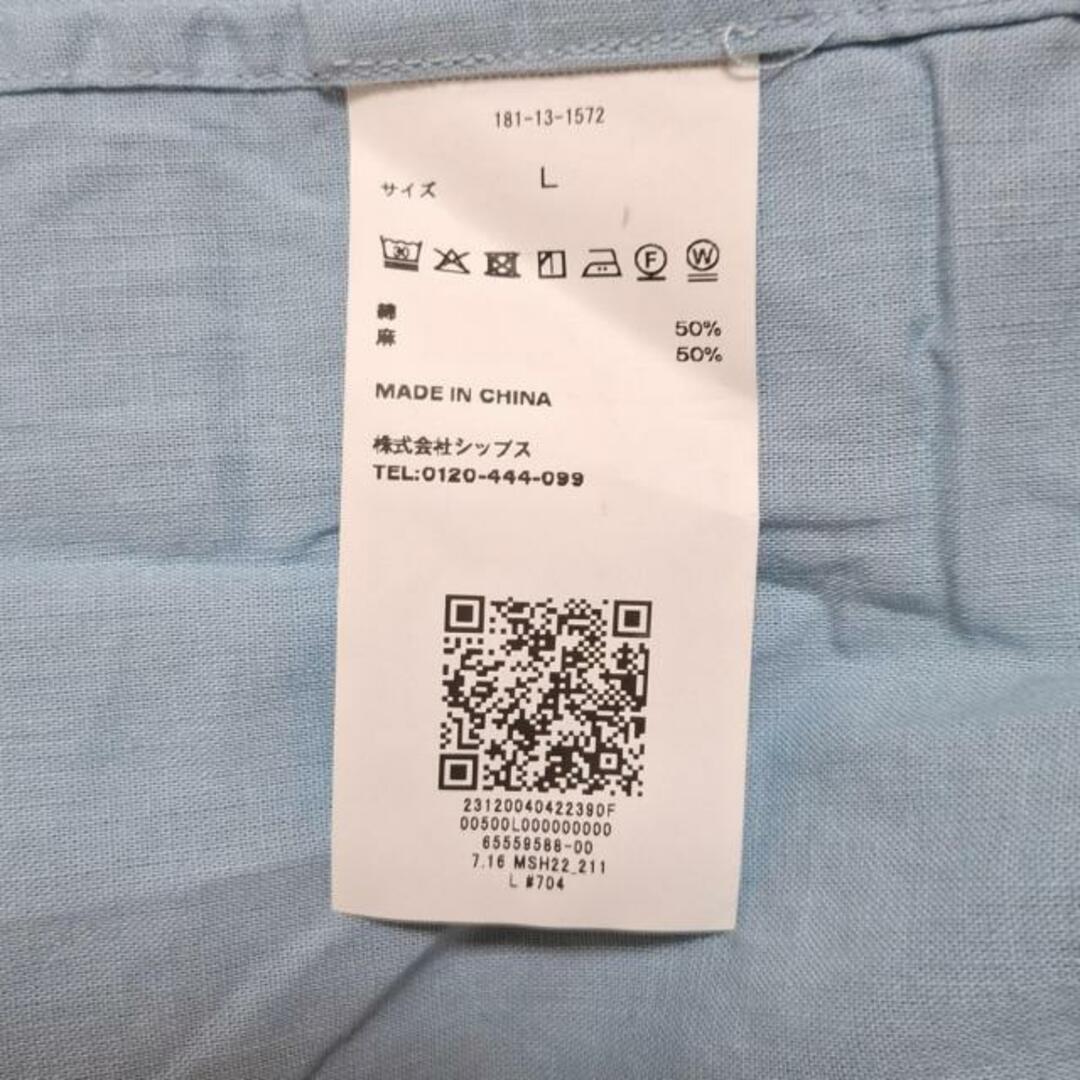 181-13-1572
サイズ L
30 F W
綿 50%
麻 50%
MADE IN CHINA
株式会社シップス
TEL:0120-444-099
23120040422390F
00500L000000000
65559588-00
7.16 MSH22_211
L #704